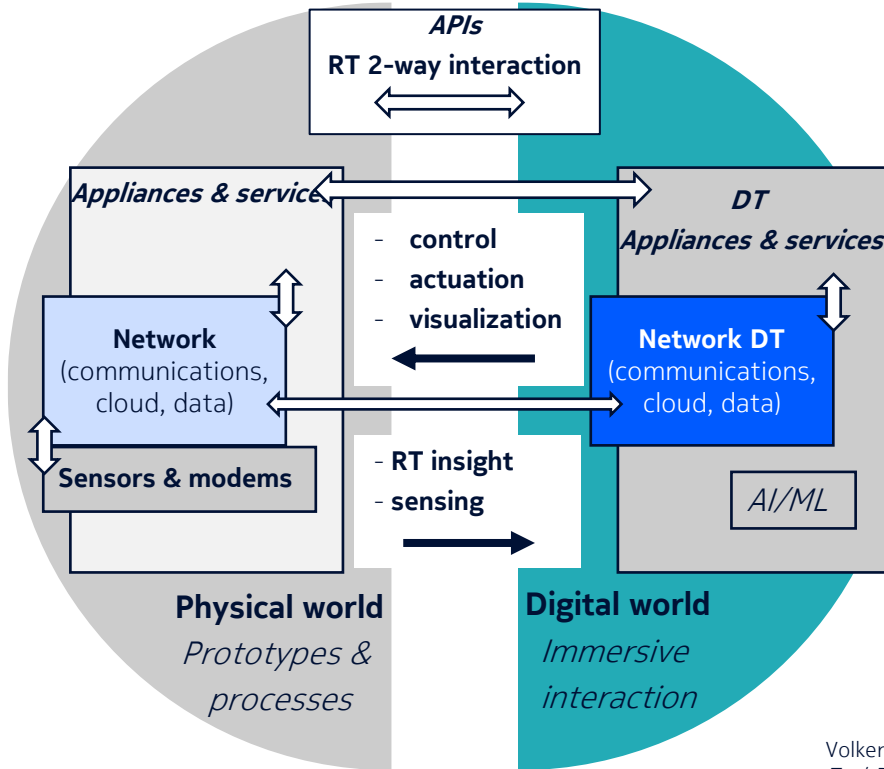 APIs
RT 2-way interaction
Appliances & service
DT
Appliances & services
- control
- actuation
- visualization
Network
(communications,
cloud, data)
Network DT
(communications,
cloud, data)
Sensors & modems
- RT insight
- sensing
AI/ML
Physical world
Prototypes &
processes
Digital world
Immersive
interaction
Volker